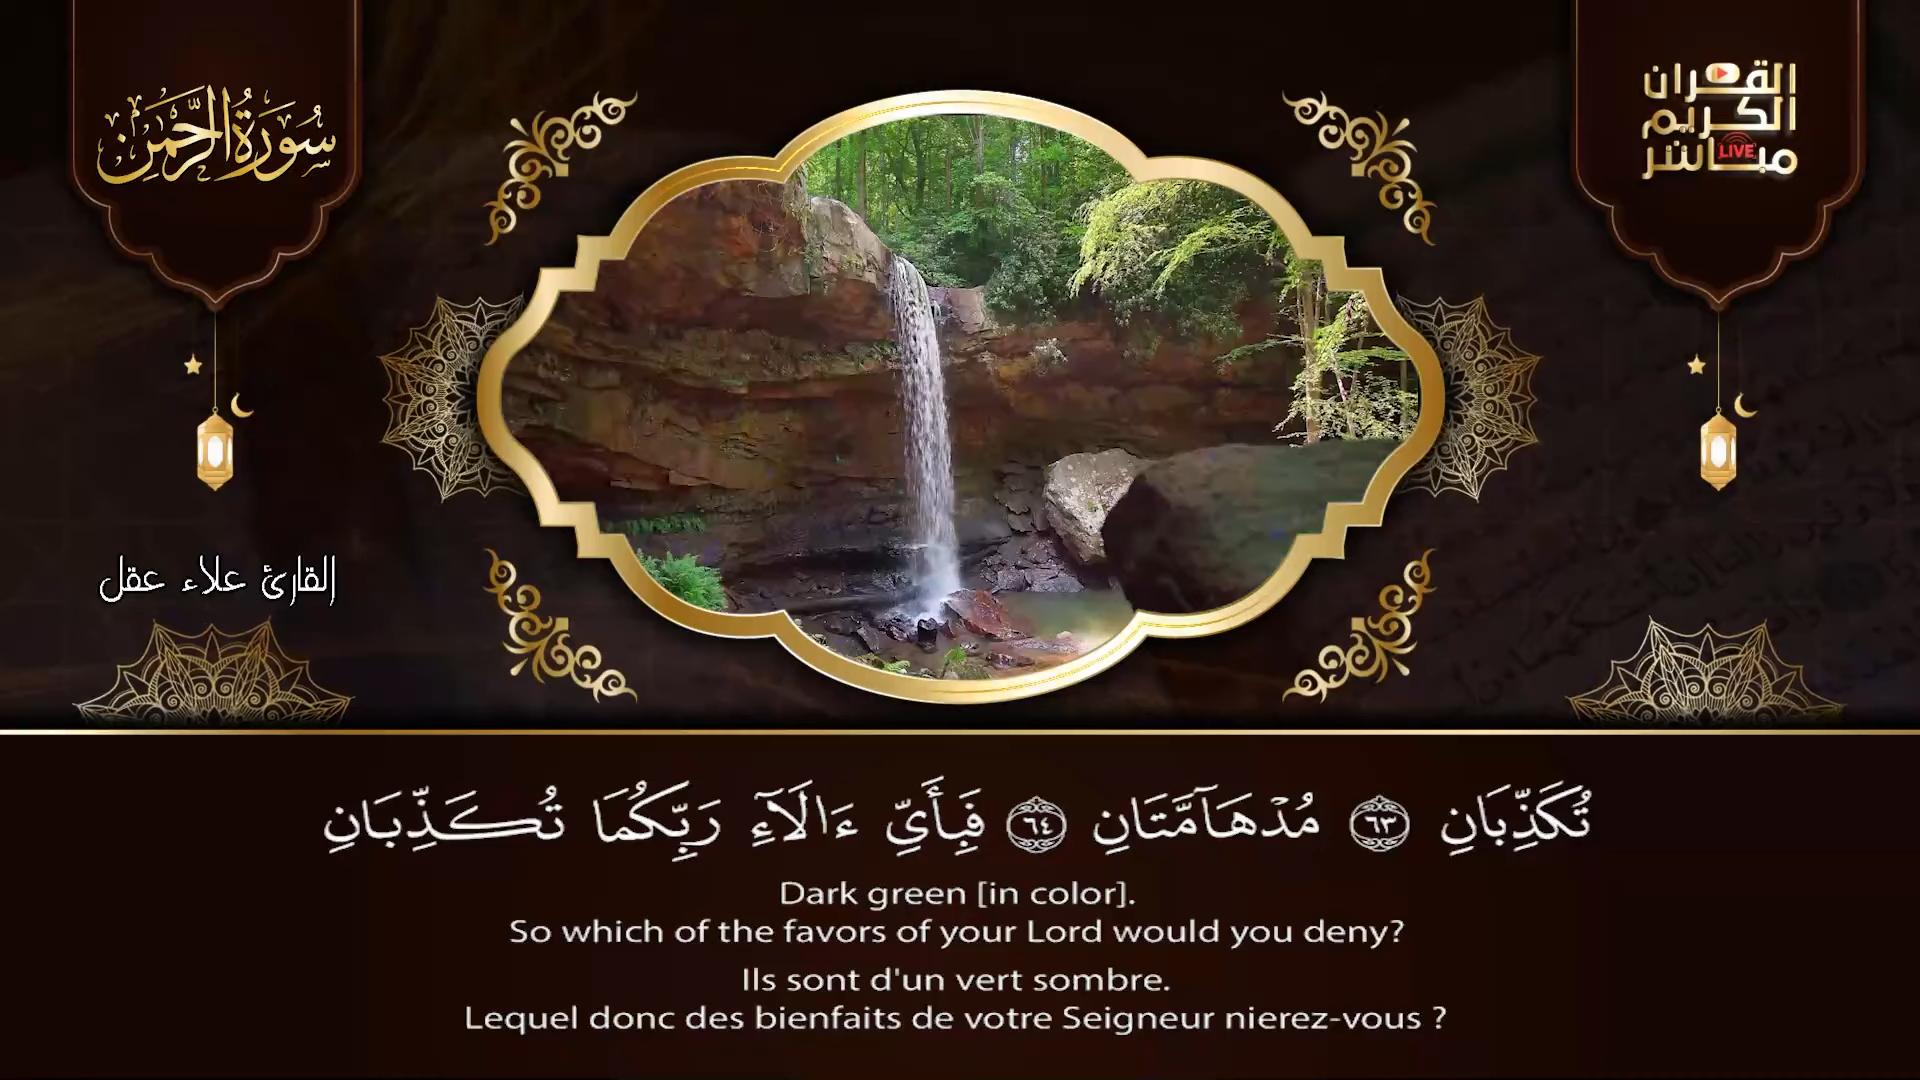 سُورَةُ الرَّحْمَٰن
القرآن
الكريم
مباشر
LIVE
القارئ علاء عقل
تُكَذِّبَانِ ٦٣ مُدْهَآمَّتَانِ ٦٤ فَبِأَيِّ ءَالَآءِ رَبِّكُمَا تُكَذِّبَانِ
Dark green [in color].
So which of the favors of your Lord would you deny?
Ils sont d'un vert sombre.
Lequel donc des bienfaits de votre Seigneur nierez-vous ?